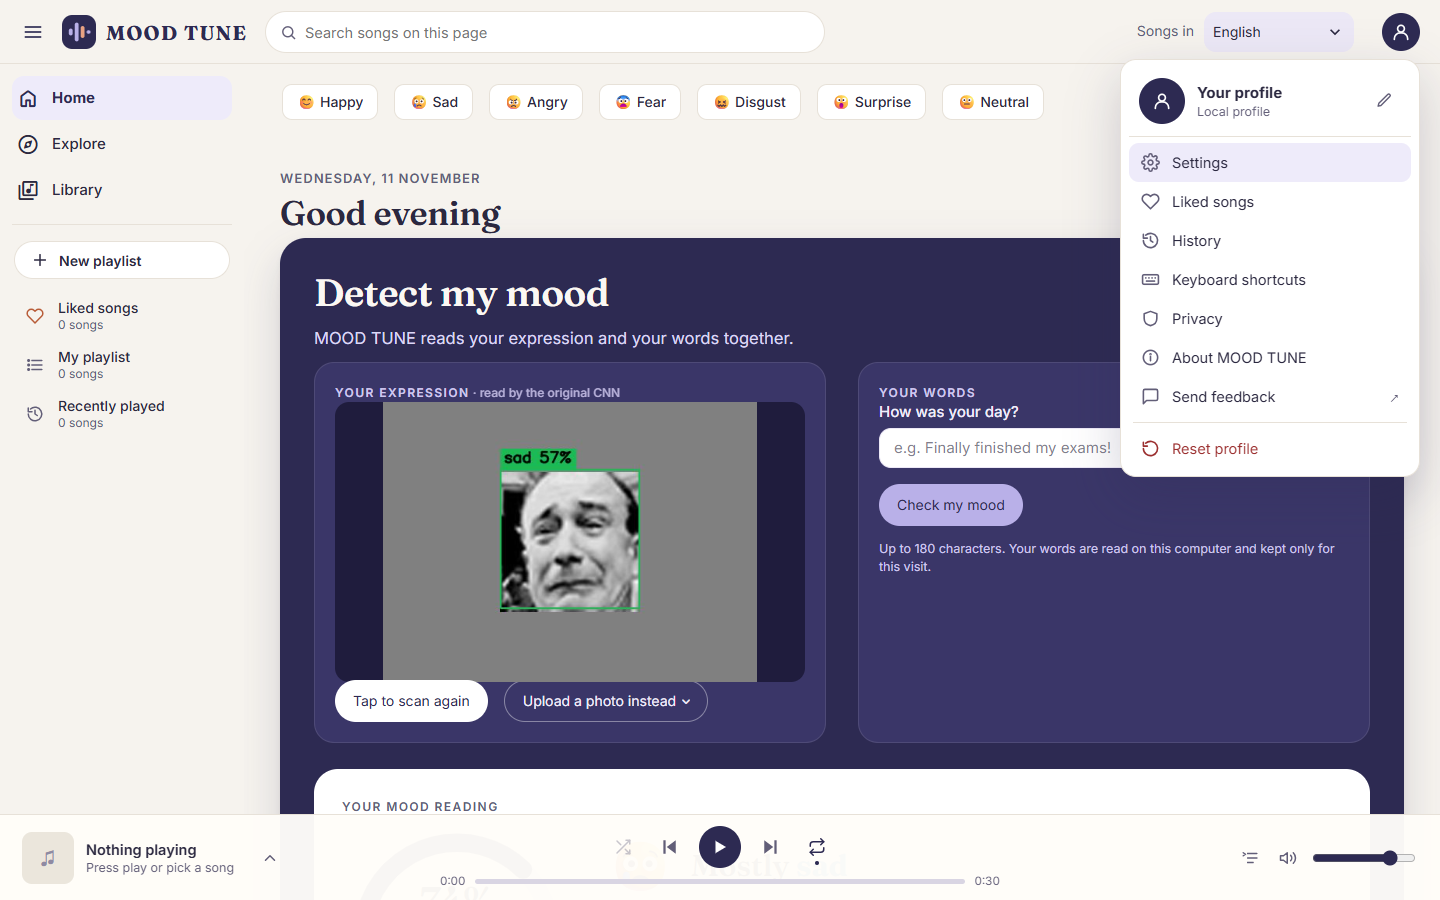 MOOD TUNE
Search songs on this page
Songs in
English
Home
Explore
Library
New playlist
Liked songs
0 songs
My playlist
0 songs
Recently played
0 songs
Happy
Sad
Angry
Fear
Disgust
Surprise
Neutral
WEDNESDAY, 11 NOVEMBER
Good evening
Detect my mood
MOOD TUNE reads your expression and your words together.
YOUR EXPRESSION · read by the original CNN
sad 57%
Tap to scan again
Upload a photo instead
YOUR WORDS
How was your day?
e.g. Finally finished my exams!
Check my mood
Up to 180 characters. Your words are read on this computer and kept only for
this visit.
YOUR MOOD READING
74%
Mostly sad
Your profile
Local profile
Settings
Liked songs
History
Keyboard shortcuts
Privacy
About MOOD TUNE
Send feedback ↗
Reset profile
Nothing playing
Press play or pick a song
0:00
0:30